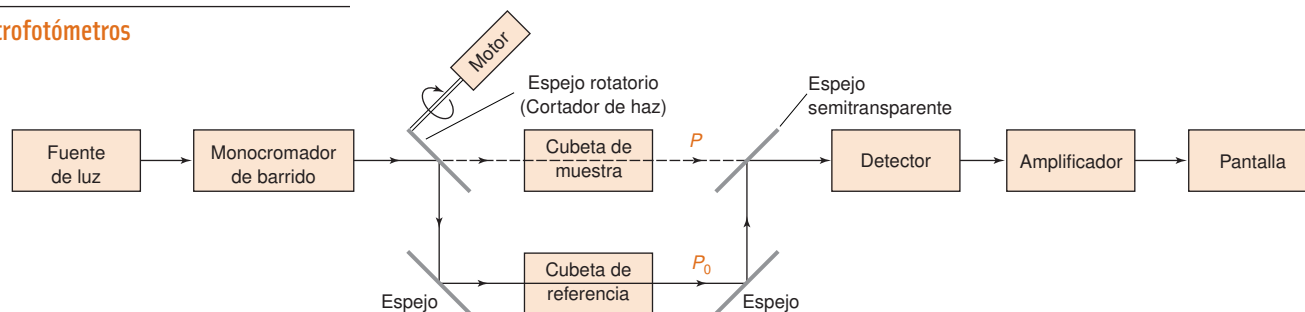 trofotómetros
Motor
Espejo rotatorio
(Cortador de haz)
Espejo
semitransparente
Fuente
de luz
Monocromador
de barrido
Cubeta de
muestra
P
Detector
Amplificador
Pantalla
Cubeta de
referencia
P₀
Espejo
Espejo